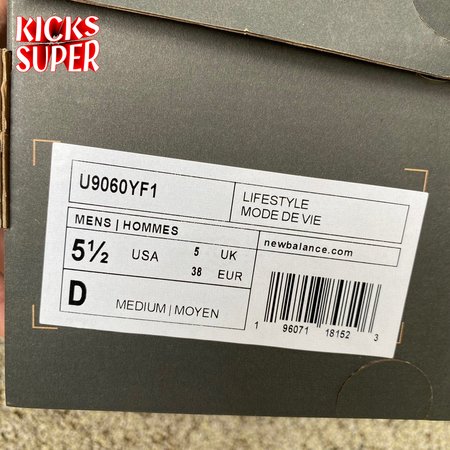 KICKS
SUPER
U9060YF1
LIFESTYLE
MODE DE VIE
MENS | HOMMES
5½ USA 5 UK
38 EUR
newbalance.com
D MEDIUM | MOYEN
1 96071 18152 3